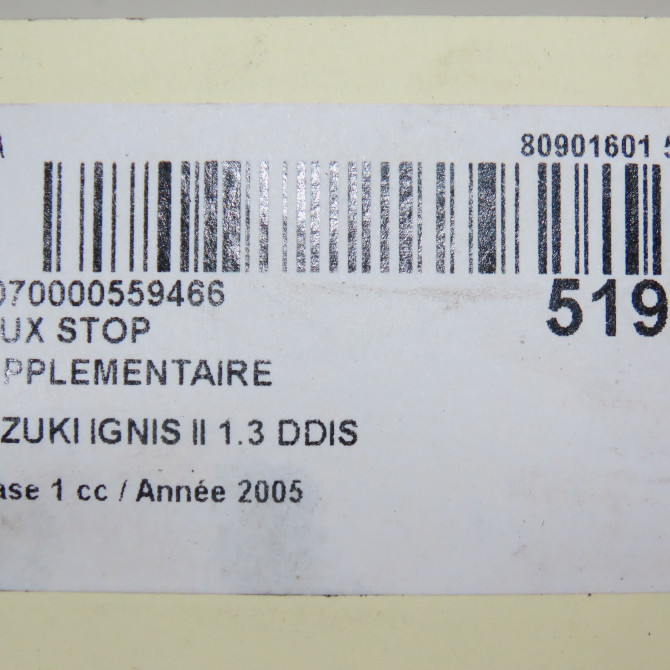 80901601 5
070000559466
519
UX STOP
PPLEMENTAIRE
ZUKI IGNIS II 1.3 DDIS
ase 1 cc / Année 2005